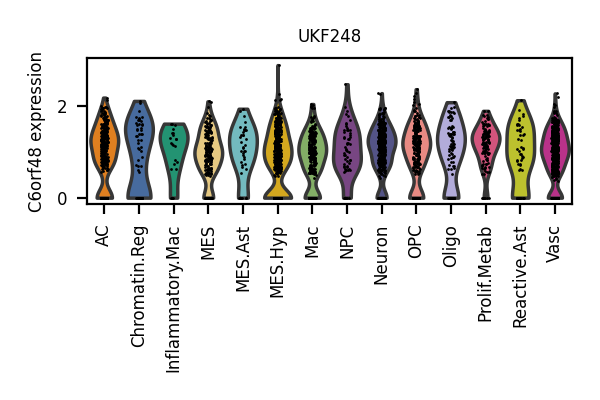 UKF248
C6orf48 expression
2
0
AC
Chromatin.Reg
Inflammatory.Mac
MES
MES.Ast
MES.Hyp
Mac
NPC
Neuron
OPC
Oligo
Prolif.Metab
Reactive.Ast
Vasc